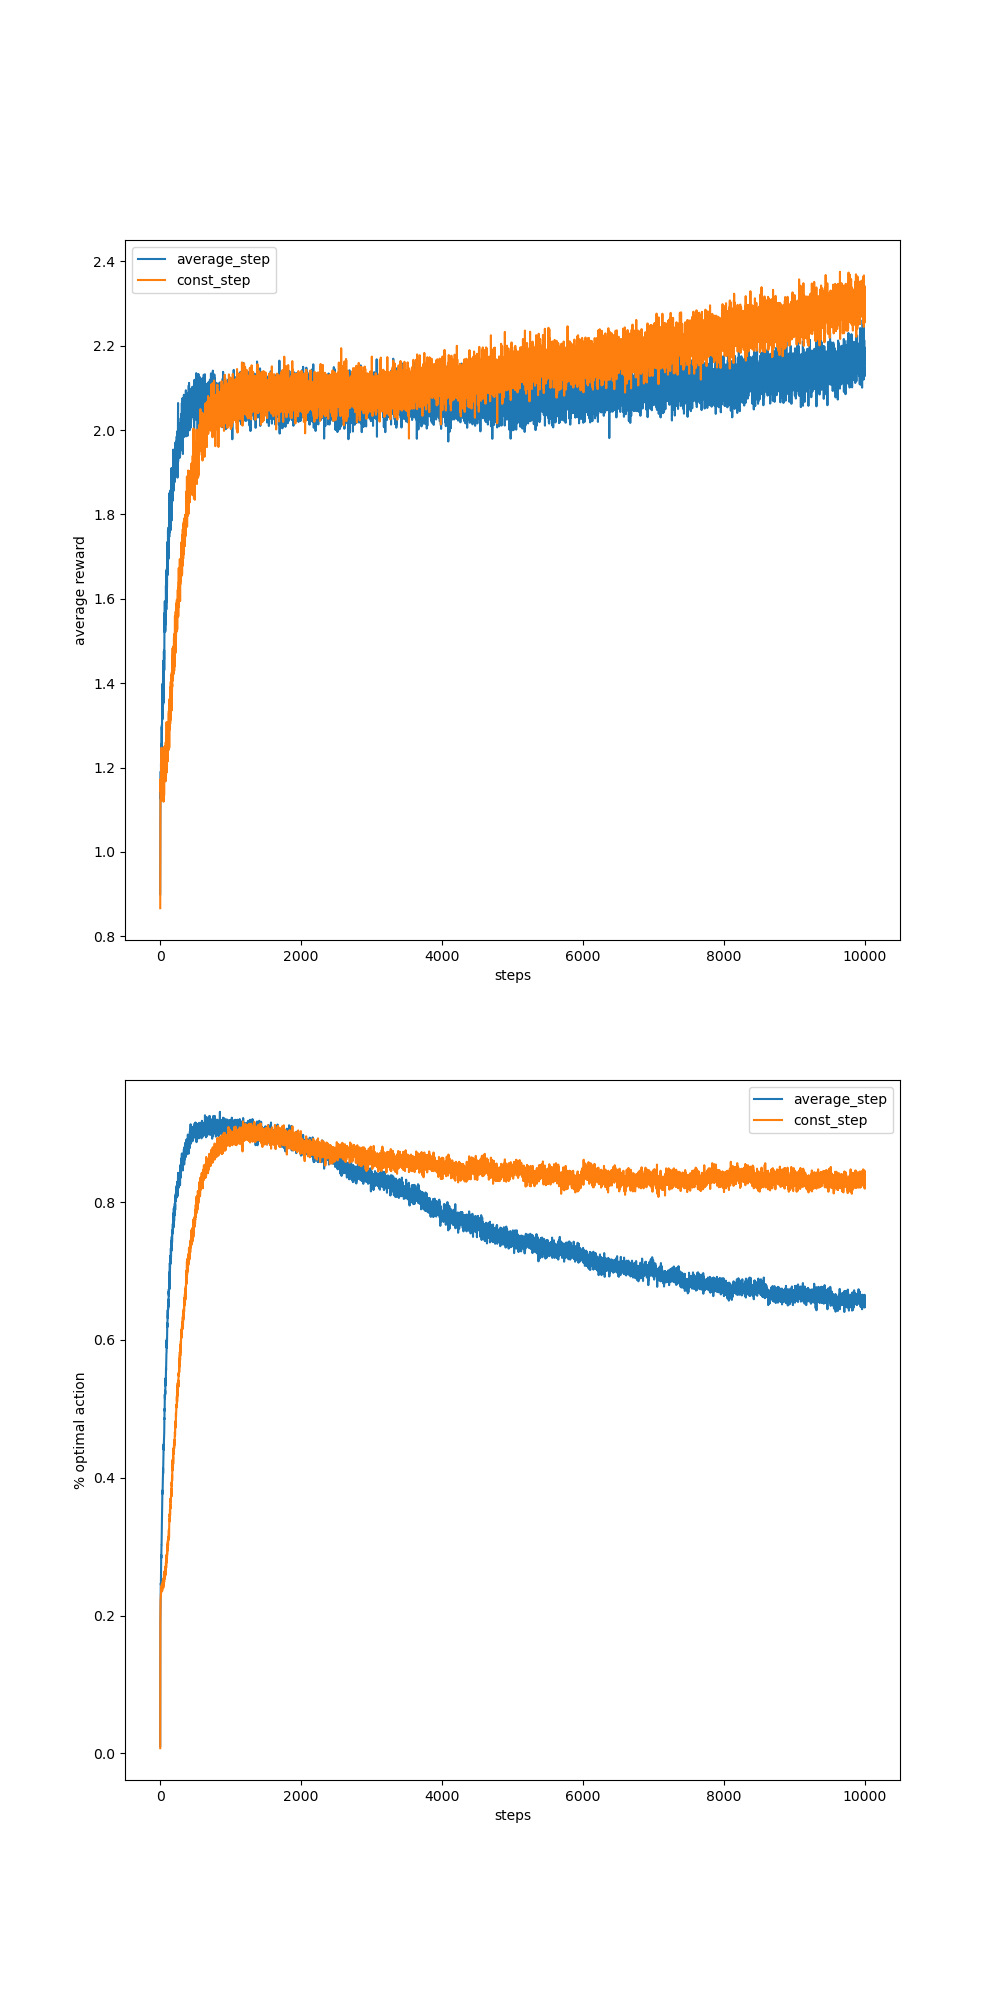 average_step
const_step
2.4
2.2
2.0
1.8
1.6
1.4
1.2
1.0
0.8
average reward
0 2000 4000 6000 8000 10000
steps
average_step
const_step
0.8
0.6
0.4
0.2
0.0
% optimal action
0 2000 4000 6000 8000 10000
steps